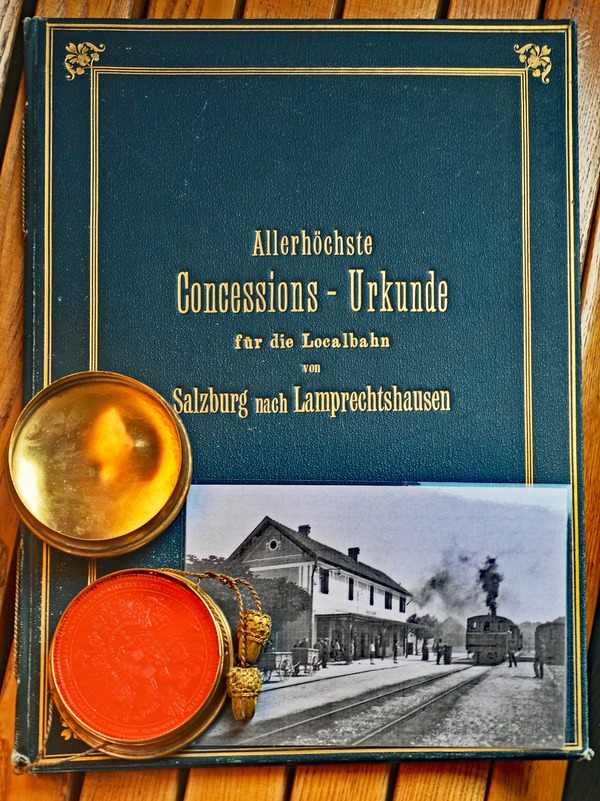 Allerhöchste
Concessions - Urkunde
für die Localbahn
von
Salzburg nach Lamprechtshausen